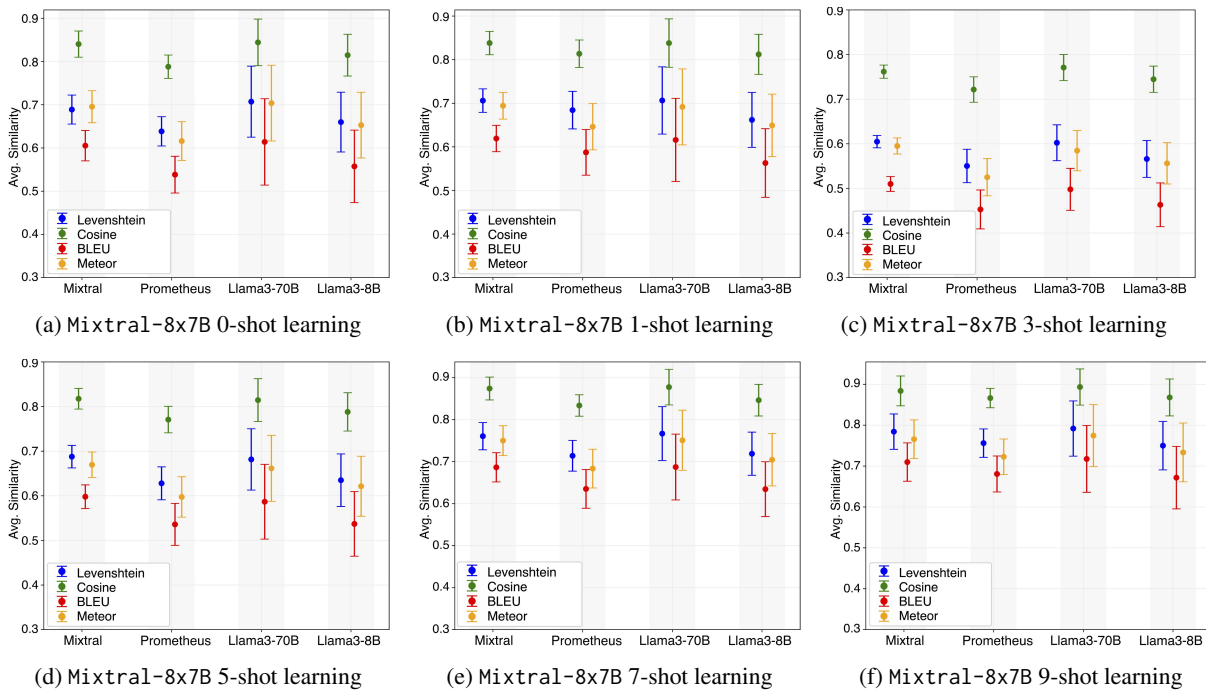 Avg. Similarity
0.9
0.8
0.7
0.6
0.5
0.4
0.3
Levenshtein
Cosine
BLEU
Meteor
Mixtral Prometheus Llama3-70B Llama3-8B
(a) Mixtral-8x7B 0-shot learning
Avg. Similarity
0.9
0.8
0.7
0.6
0.5
0.4
0.3
Levenshtein
Cosine
BLEU
Meteor
Mixtral Prometheus Llama3-70B Llama3-8B
(b) Mixtral-8x7B 1-shot learning
Avg. Similarity
0.9
0.8
0.7
0.6
0.5
0.4
0.3
Levenshtein
Cosine
BLEU
Meteor
Mixtral Prometheus Llama3-70B Llama3-8B
(c) Mixtral-8x7B 3-shot learning
Avg. Similarity
0.9
0.8
0.7
0.6
0.5
0.4
0.3
Levenshtein
Cosine
BLEU
Meteor
Mixtral Prometheus Llama3-70B Llama3-8B
(d) Mixtral-8x7B 5-shot learning
Avg. Similarity
0.9
0.8
0.7
0.6
0.5
0.4
0.3
Levenshtein
Cosine
BLEU
Meteor
Mixtral Prometheus Llama3-70B Llama3-8B
(e) Mixtral-8x7B 7-shot learning
Avg. Similarity
0.9
0.8
0.7
0.6
0.5
0.4
0.3
Levenshtein
Cosine
BLEU
Meteor
Mixtral Prometheus Llama3-70B Llama3-8B
(f) Mixtral-8x7B 9-shot learning